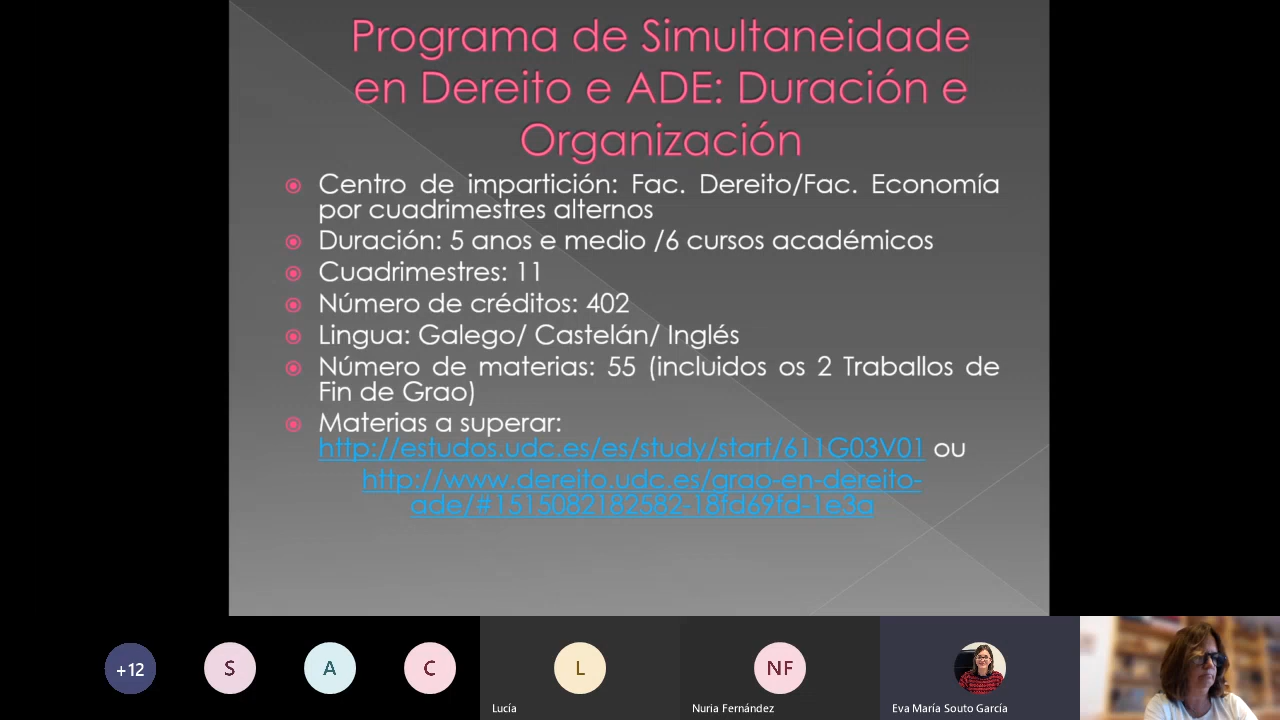 Programa de Simultaneidade
en Dereito e ADE: Duración e
Organización
Centro de impartición: Fac. Dereito/Fac. Economía
por cuadrimestres alternos
Duración: 5 anos e medio /6 cursos académicos
Cuadrimestres: 11
Número de créditos: 402
Lingua: Galego/ Castelán/ Inglés
Número de materias: 55 (incluidos os 2 Traballos de
Fin de Grao)
Materias a superar:
http://estudos.udc.es/es/study/start/611G03V01 ou
http://www.dereito.udc.es/grao-en-dereito-
ade/#1515082182582-18fd69fd-1e3a
+12
S
A
C
L
NF
Lucía
Nuria Fernández
Eva María Souto García